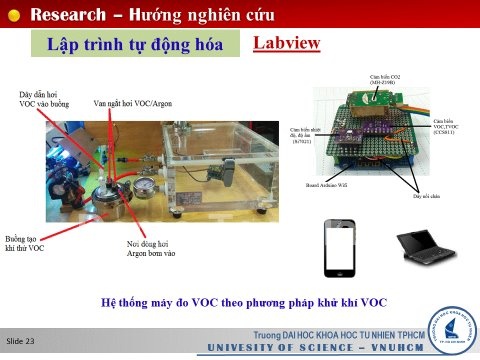 Research – Hướng nghiên cứu
Lập trình tự động hóa
Labview
Dây dẫn hơi
VOC vào buồng
Van ngắt hơi VOC/Argon
Cảm biến CO2
(MH-Z19B)
Cảm biến nhiệt
độ, độ ẩm
(Si7021)
Cảm biến
VOC,TVOC
(CCS811)
Board Arduino Wifi
Dây nối chân
Buồng tạo
khí thử VOC
Nơi dòng hơi
Argon bơm vào
Hệ thống máy đo VOC theo phương pháp khử khí VOC
Slide 23
Truong DAI HOC KHOA HOC TU NHIEN TPHCM
UNIVESITY OF SCIENCE – VNUHCM